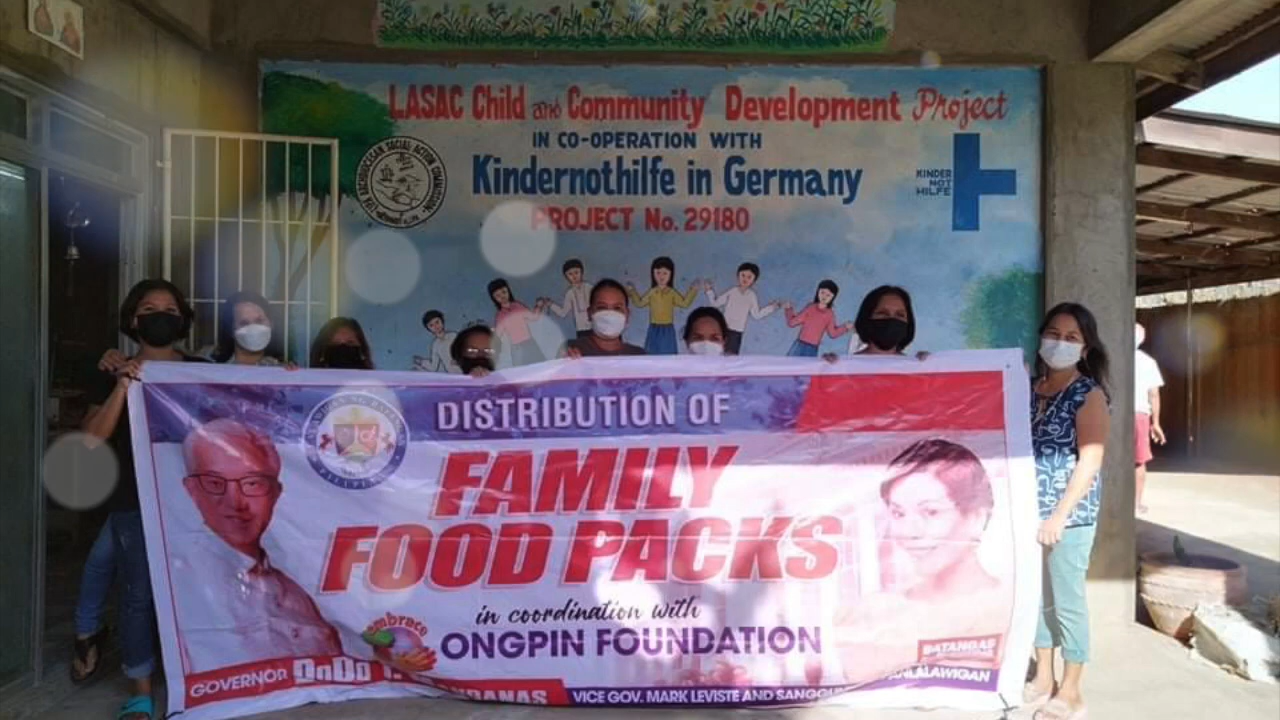 LASAC Child and Community Development Project
IN CO-OPERATION WITH
Kindernothilfe in Germany
PROJECT No. 29180
KINDER
NOT
HILFE
DISTRIBUTION OF
FAMILY
FOOD PACKS
in coordination with
embrace
ONGPIN FOUNDATION
BATANGAS
GOVERNOR DoDo
VICE GOV. MARK LEVISTE AND SANGGU